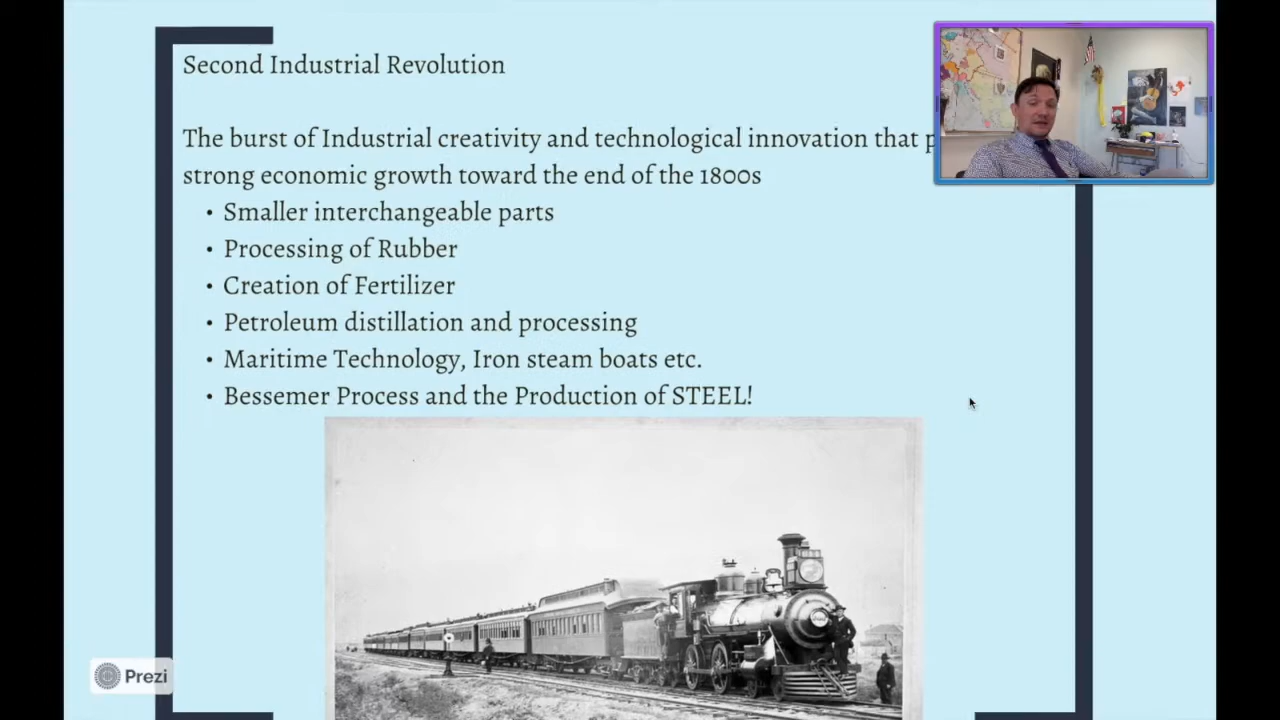 Second Industrial Revolution
The burst of Industrial creativity and technological innovation that
strong economic growth toward the end of the 1800s
• Smaller interchangeable parts
• Processing of Rubber
• Creation of Fertilizer
• Petroleum distillation and processing
• Maritime Technology, Iron steam boats etc.
• Bessemer Process and the Production of STEEL!
Prezi